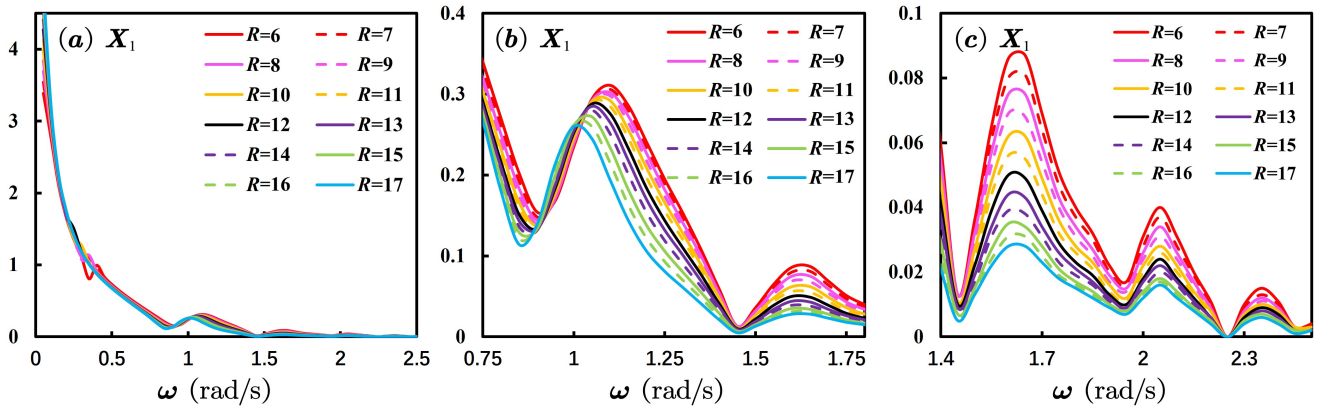 (a) X₁
R=6 R=7
R=8 R=9
R=10 R=11
R=12 R=13
R=14 R=15
R=16 R=17
4
3
2
1
0
0 0.5 1 1.5 2 2.5
ω (rad/s)
(b) X₁
R=6 R=7
R=8 R=9
R=10 R=11
R=12 R=13
R=14 R=15
R=16 R=17
0.4
0.3
0.2
0.1
0
0.75 1 1.25 1.5 1.75
ω (rad/s)
(c) X₁
R=6 R=7
R=8 R=9
R=10 R=11
R=12 R=13
R=14 R=15
R=16 R=17
0.1
0.08
0.06
0.04
0.02
0
1.4 1.7 2 2.3
ω (rad/s)